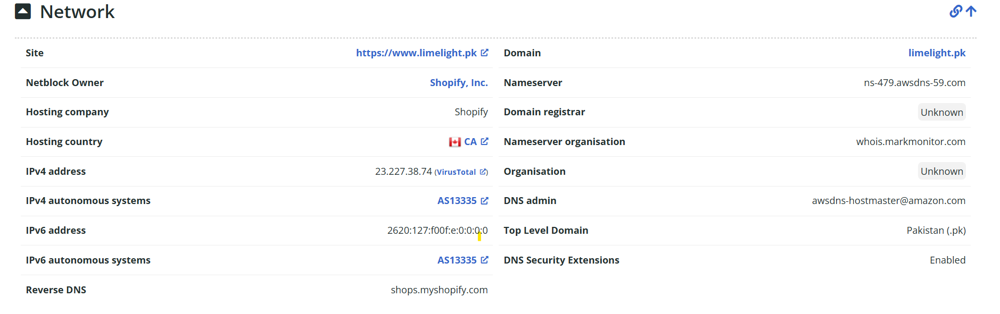 Network
Site https://www.limelight.pk
Domain limelight.pk
Netblock Owner Shopify, Inc.
Nameserver ns-479.awsdns-59.com
Hosting company Shopify
Domain registrar Unknown
Hosting country CA
Nameserver organisation whois.markmonitor.com
IPv4 address 23.227.38.74 (VirusTotal)
Organisation Unknown
IPv4 autonomous systems AS13335
DNS admin awsdns-hostmaster@amazon.com
IPv6 address 2620:127:f00f:e:0:0:0:0
Top Level Domain Pakistan (.pk)
IPv6 autonomous systems AS13335
DNS Security Extensions Enabled
Reverse DNS shops.myshopify.com